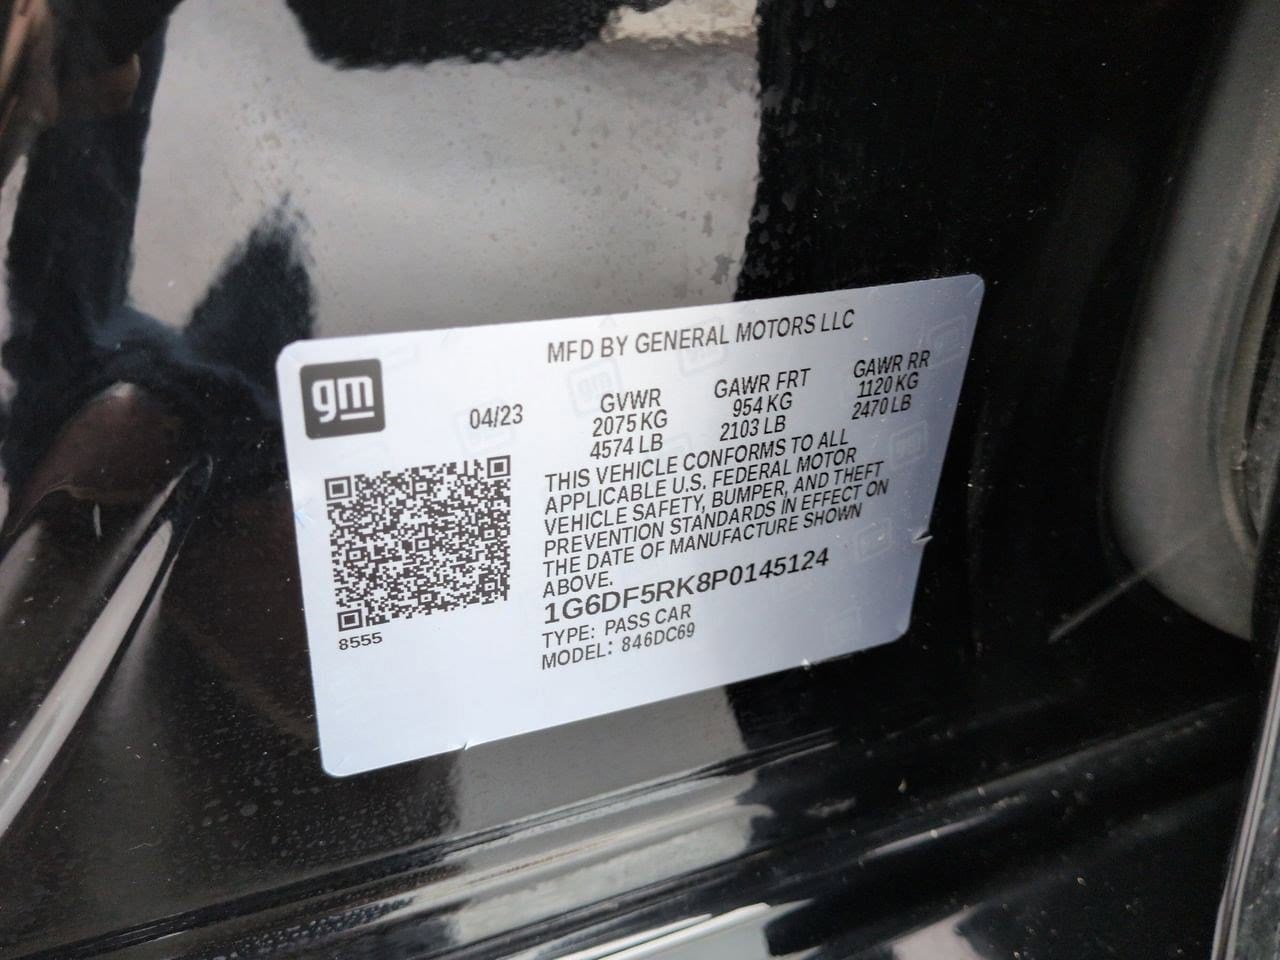 MFD BY GENERAL MOTORS LLC
gm
04/23
GVWR
2075 KG
4574 LB
GAWR FRT
954 KG
2103 LB
GAWR RR
1120 KG
2470 LB
THIS VEHICLE CONFORMS TO ALL
APPLICABLE U.S. FEDERAL MOTOR
VEHICLE SAFETY, BUMPER, AND THEFT
PREVENTION STANDARDS IN EFFECT ON
THE DATE OF MANUFACTURE SHOWN
ABOVE.
1G6DF5RK8P0145124
TYPE: PASS CAR
MODEL: 846DC69
8555